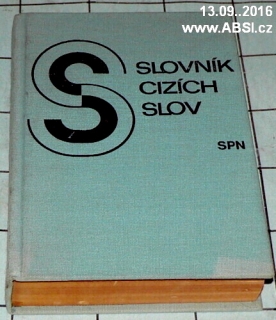 13.09..2016
www.ABSI.cz
SLOVNÍK
CIZÍCH
SLOV
SPN